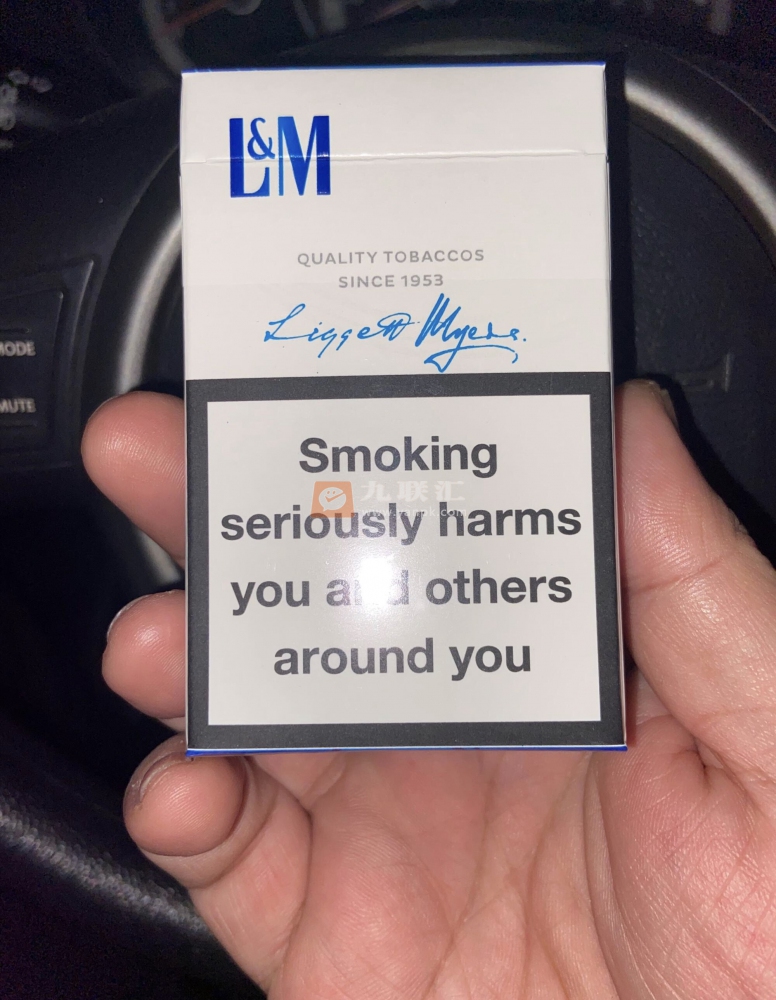 L&M
QUALITY TOBACCOS
SINCE 1953
Liggett Myers.
MODE
MUTE
Smoking
九联汇
seriously harms
you and others
around you